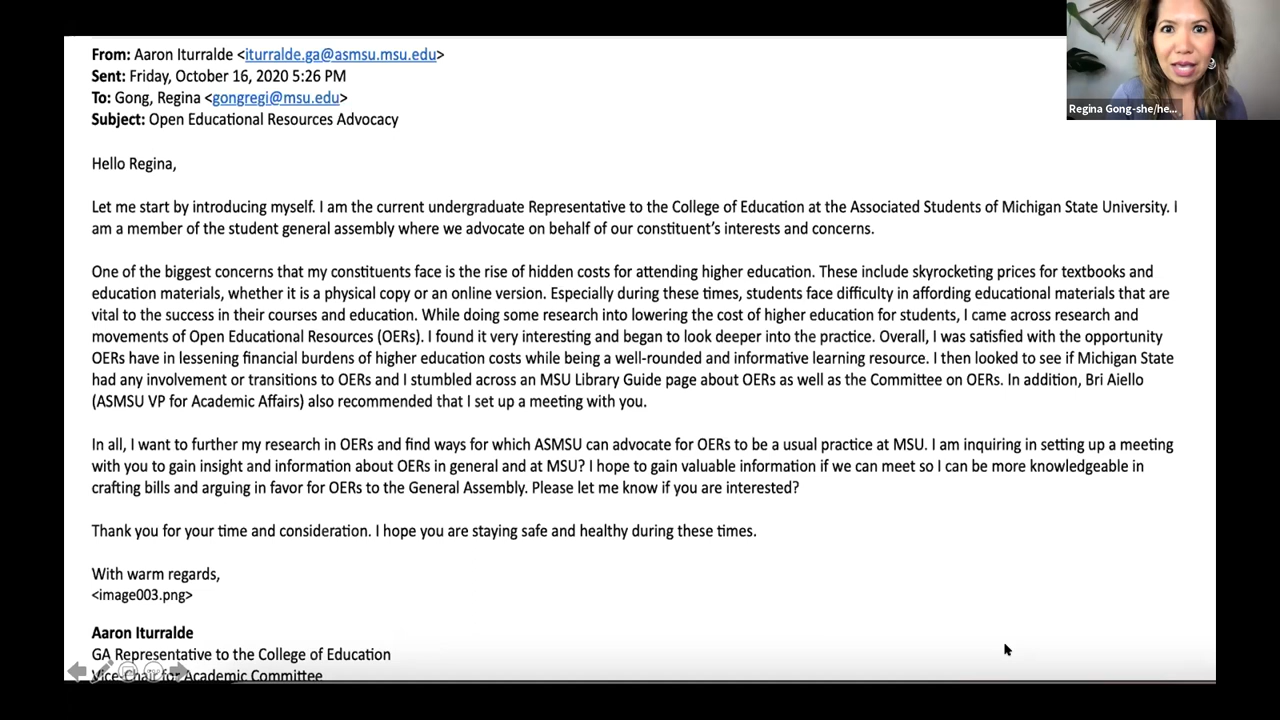 From: Aaron Iturralde <iturralde.ga@asmsu.msu.edu>
Sent: Friday, October 16, 2020 5:26 PM
To: Gong, Regina <gongregi@msu.edu>
Subject: Open Educational Resources Advocacy
Regina Gong-she/he...
Hello Regina,
Let me start by introducing myself. I am the current undergraduate Representative to the College of Education at the Associated Students of Michigan State University. I
am a member of the student general assembly where we advocate on behalf of our constituent's interests and concerns.
One of the biggest concerns that my constituents face is the rise of hidden costs for attending higher education. These include skyrocketing prices for textbooks and
education materials, whether it is a physical copy or an online version. Especially during these times, students face difficulty in affording educational materials that are
vital to the success in their courses and education. While doing some research into lowering the cost of higher education for students, I came across research and
movements of Open Educational Resources (OERs). I found it very interesting and began to look deeper into the practice. Overall, I was satisfied with the opportunity
OERs have in lessening financial burdens of higher education costs while being a well-rounded and informative learning resource. I then looked to see if Michigan State
had any involvement or transitions to OERs and I stumbled across an MSU Library Guide page about OERs as well as the Committee on OERs. In addition, Bri Aiello
(ASMSU VP for Academic Affairs) also recommended that I set up a meeting with you.
In all, I want to further my research in OERs and find ways for which ASMSU can advocate for OERs to be a usual practice at MSU. I am inquiring in setting up a meeting
with you to gain insight and information about OERs in general and at MSU? I hope to gain valuable information if we can meet so I can be more knowledgeable in
crafting bills and arguing in favor for OERs to the General Assembly. Please let me know if you are interested?
Thank you for your time and consideration. I hope you are staying safe and healthy during these times.
With warm regards,
<image003.png>
Aaron Iturralde
GA Representative to the College of Education
Vice Chair for Academic Committee